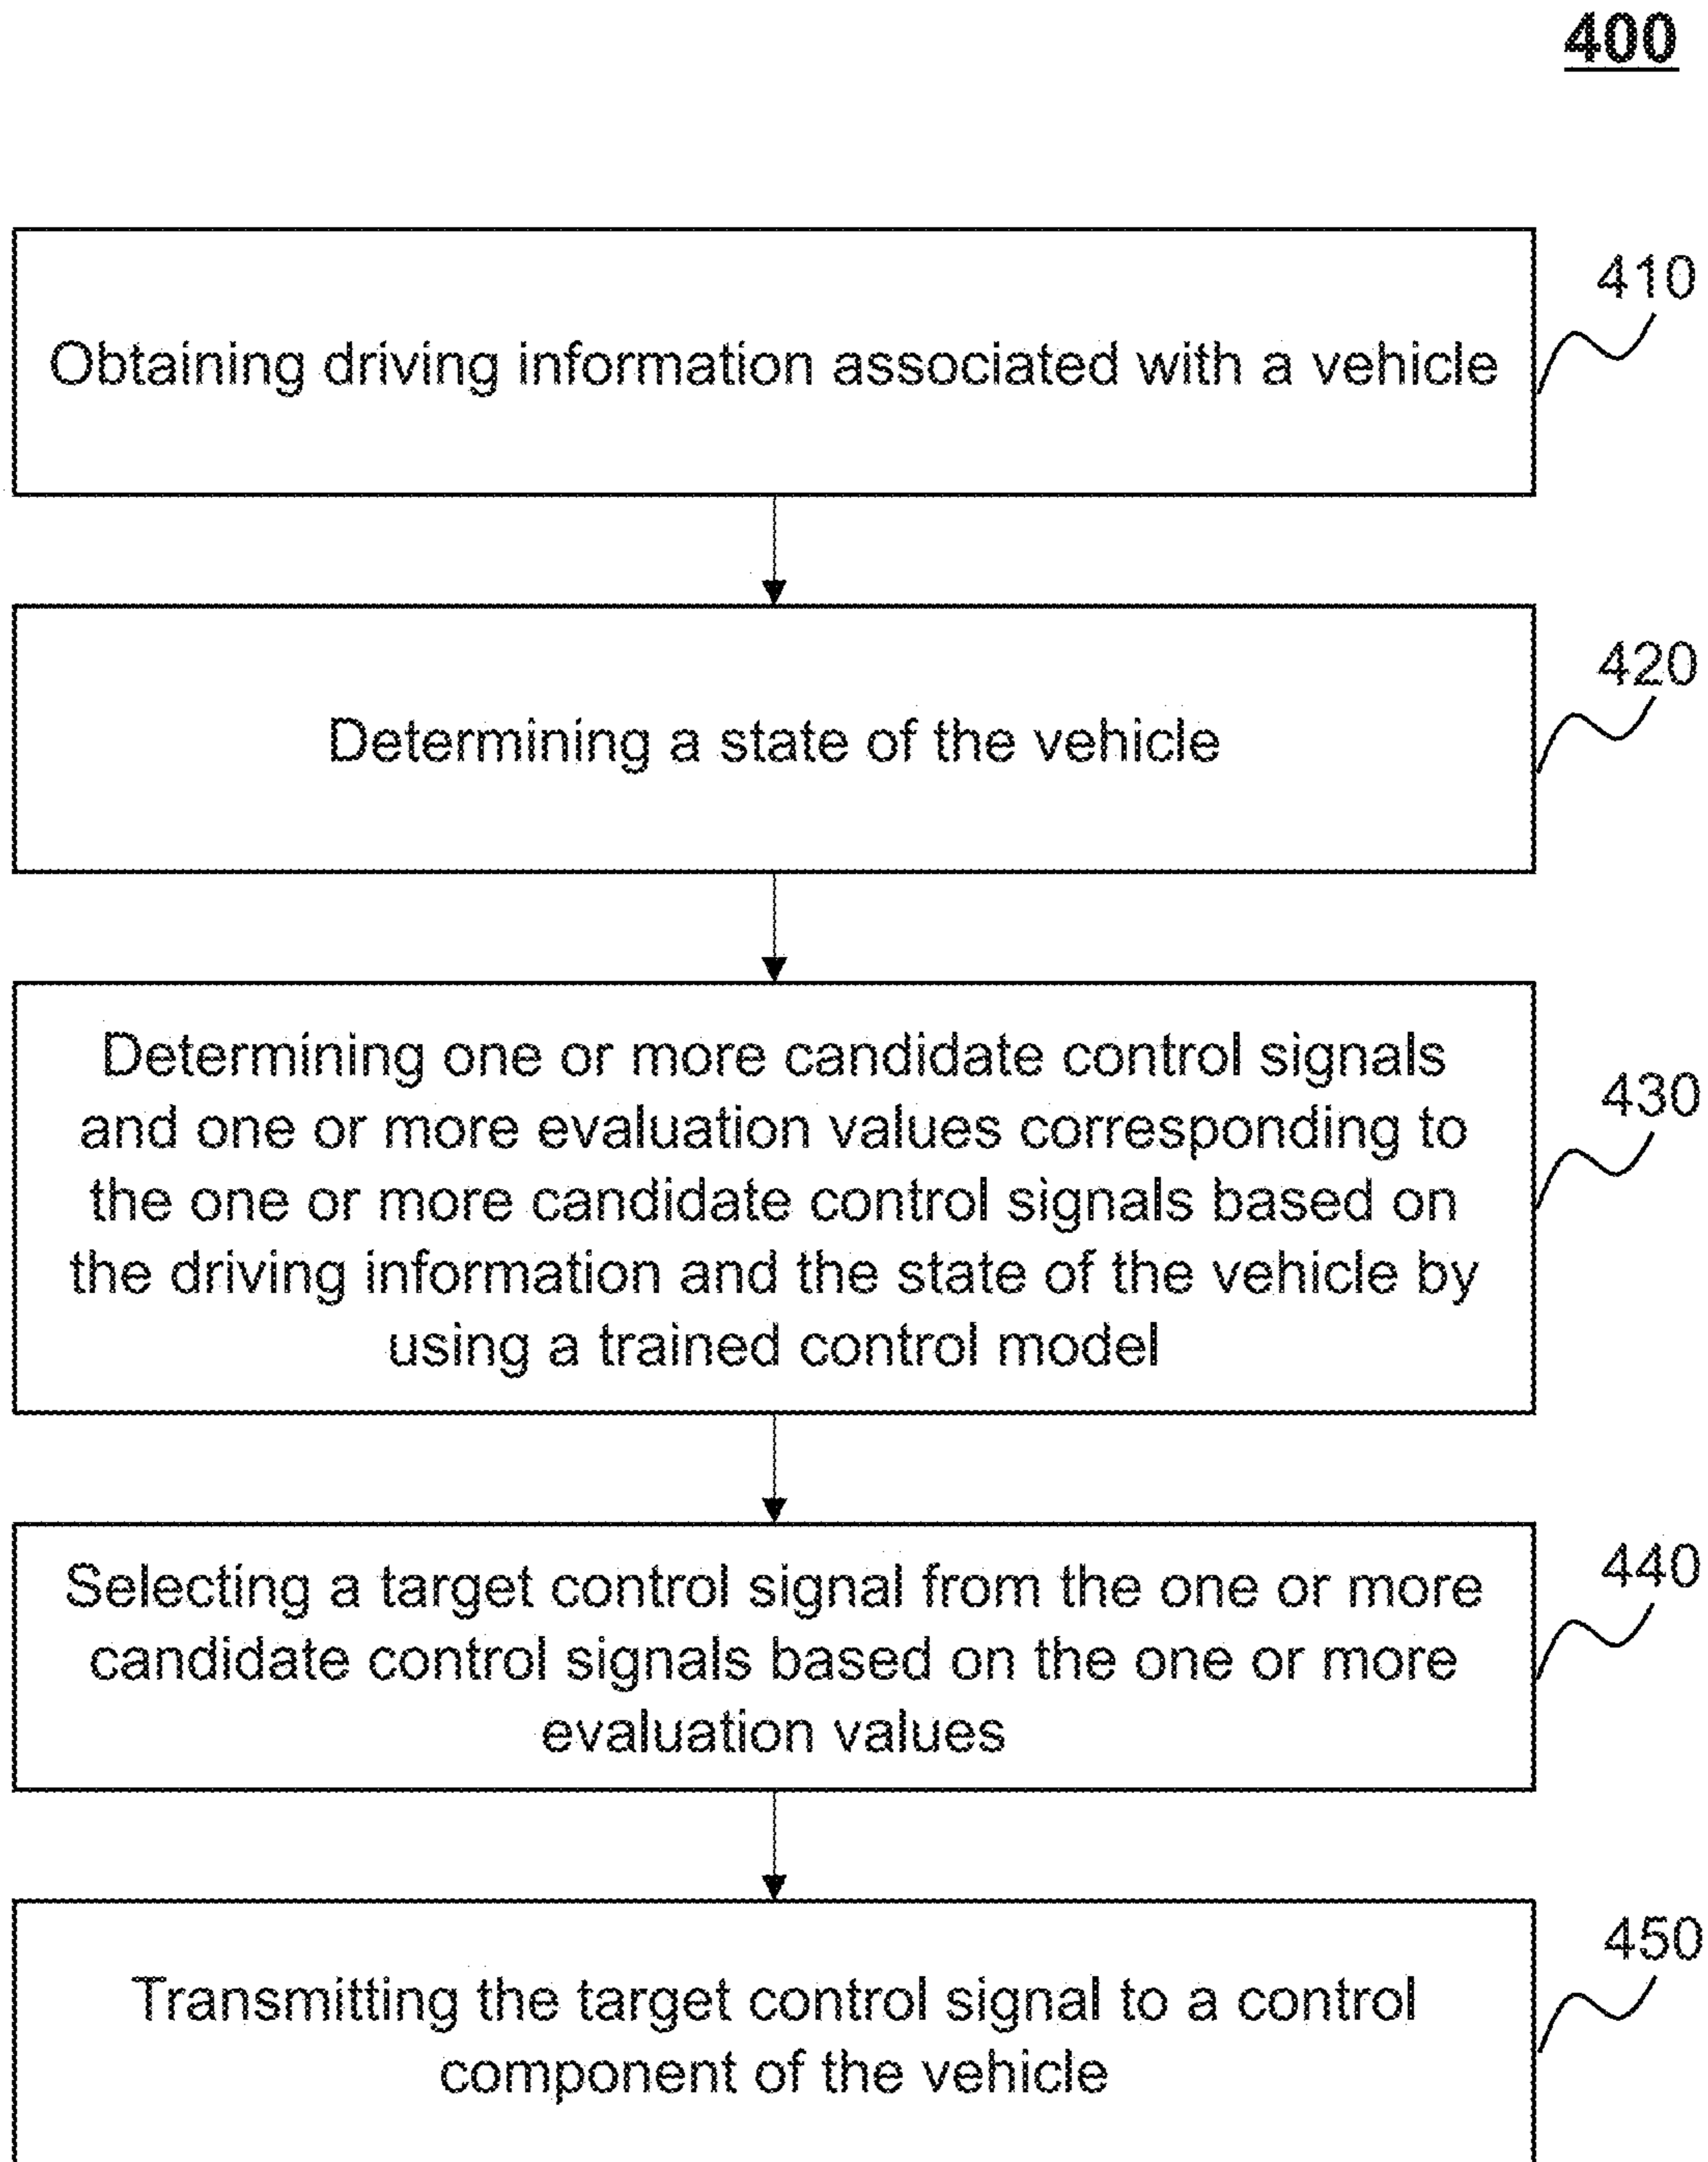 400
410
Obtaining driving information associated with a vehicle
420
Determining a state of the vehicle
Determining one or more candidate control signals
430
and one or more evaluation values corresponding to
the one or more candidate control signals based on
the driving information and the state of the vehicle by
using a trained control model
440
Selecting a target control signal from the one or more
candidate control signals based on the one or more
evaluation values
450
Transmitting the target control signal to a control
component of the vehicle